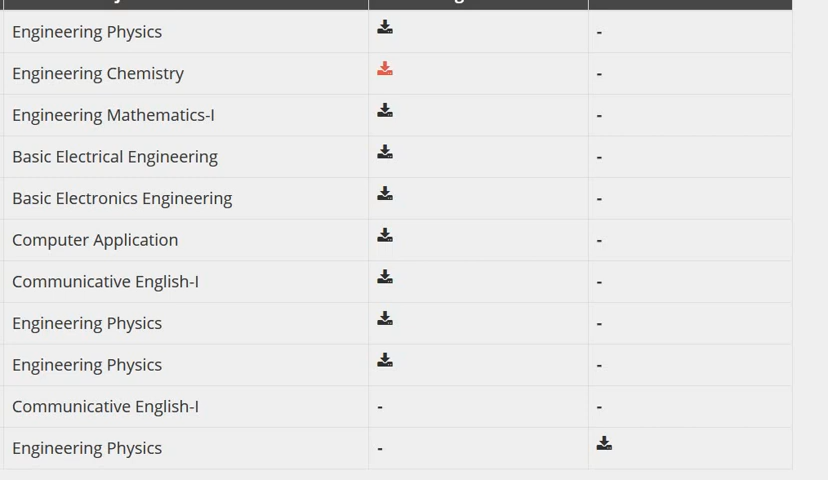 Engineering Physics -
Engineering Chemistry -
Engineering Mathematics-I -
Basic Electrical Engineering -
Basic Electronics Engineering -
Computer Application -
Communicative English-I -
Engineering Physics -
Engineering Physics -
Communicative English-I - -
Engineering Physics -